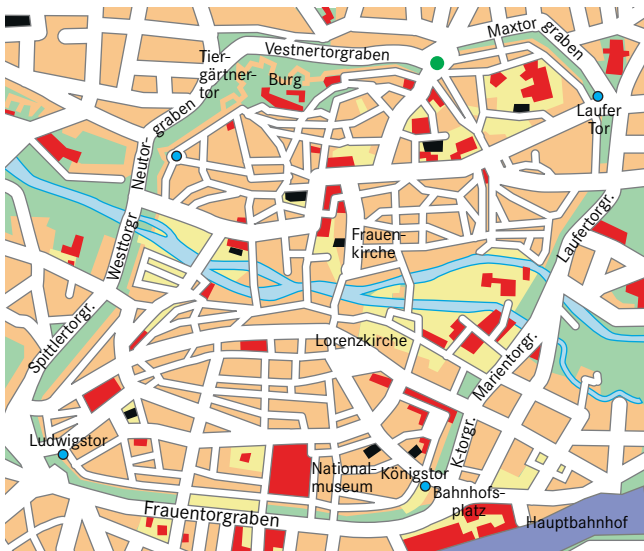 Maxtor graben
Vestnertorgraben
Tier-
gärtner-
tor
Burg
Laufer
Tor
Neutor- graben
Westtorgr.
Frauen-
kirche
Laufertorgr.
Spittlertorgr.
Lorenzkirche
Marientorgr.
K-torgr.
Ludwigstor
National-
museum
Königstor
Bahnhofs-
platz
Frauentorgraben
Hauptbahnhof